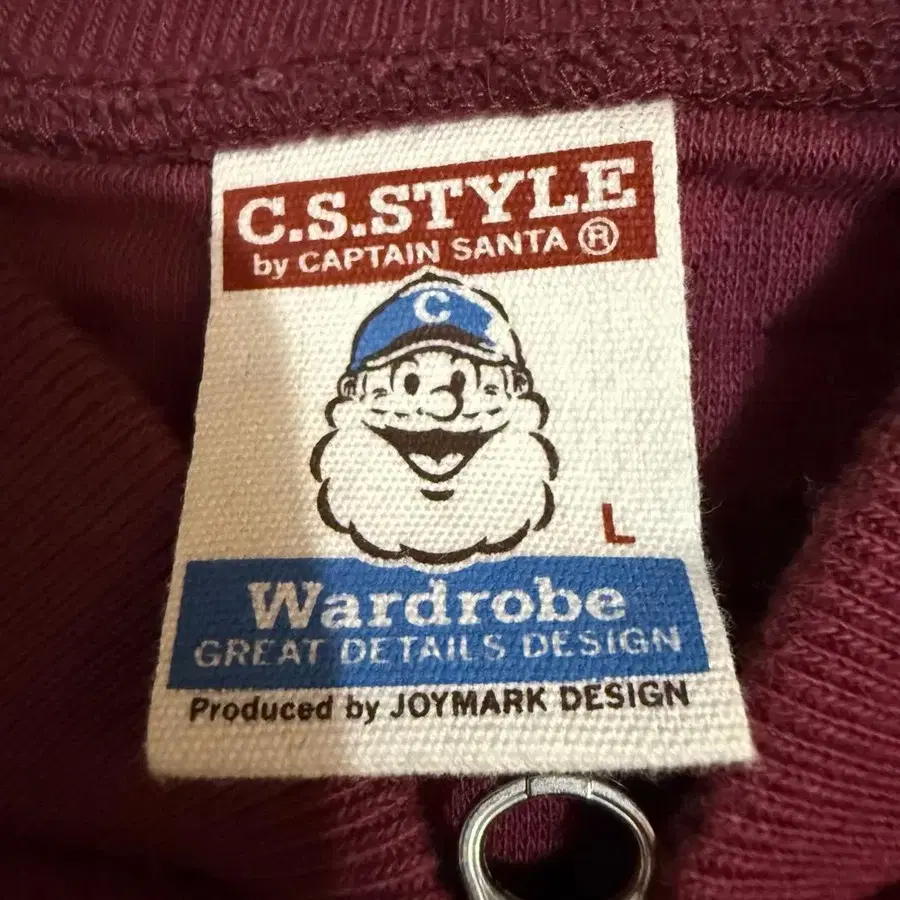 C.S.STYLE
by CAPTAIN SANTA ®
C
L
Wardrobe
GREAT DETAILS DESIGN
Produced by JOYMARK DESIGN